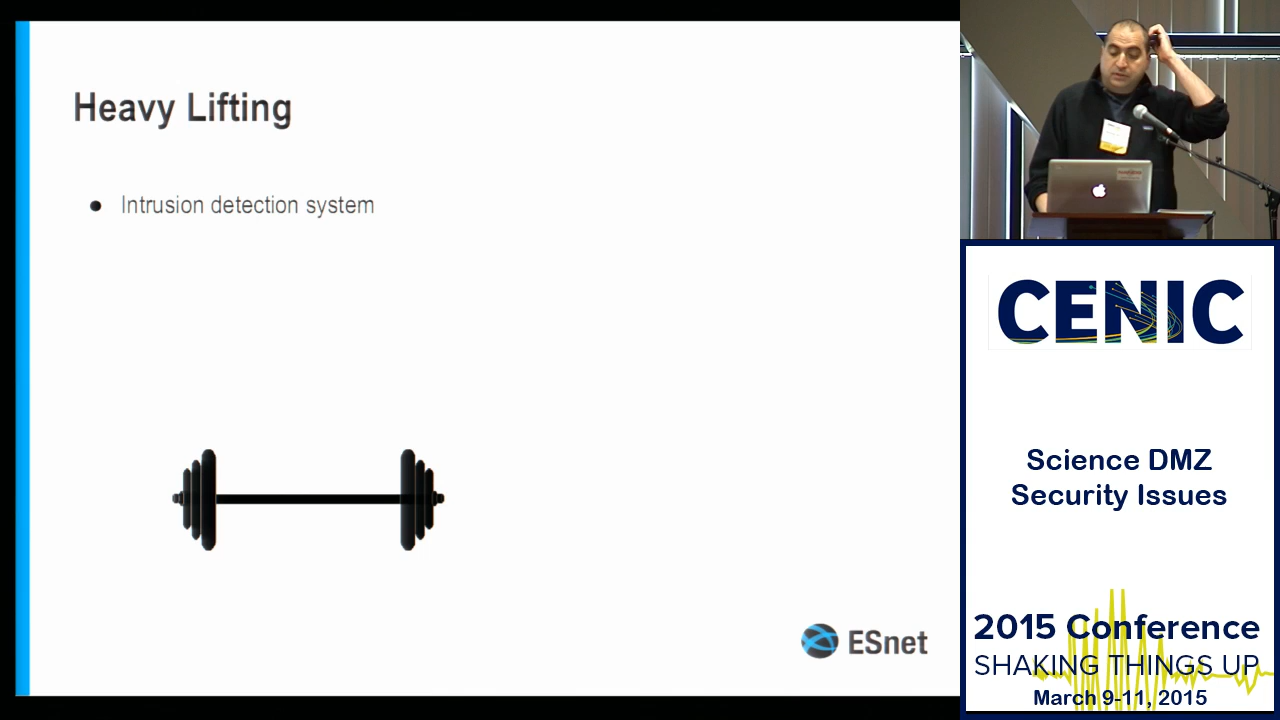 Heavy Lifting
● Intrusion detection system
ESnet
CENIC
Science DMZ
Security Issues
2015 Conference
SHAKING THINGS UP
March 9-11, 2015